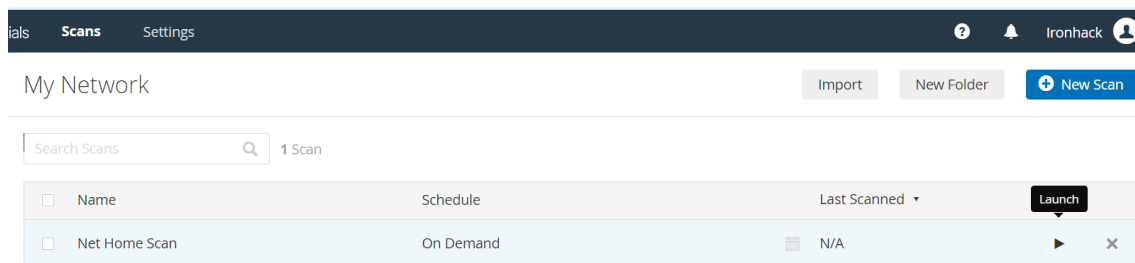 ials Scans Settings Ironhack
My Network Import New Folder New Scan
Search Scans 1 Scan
Name Schedule Last Scanned Launch
Net Home Scan On Demand N/A